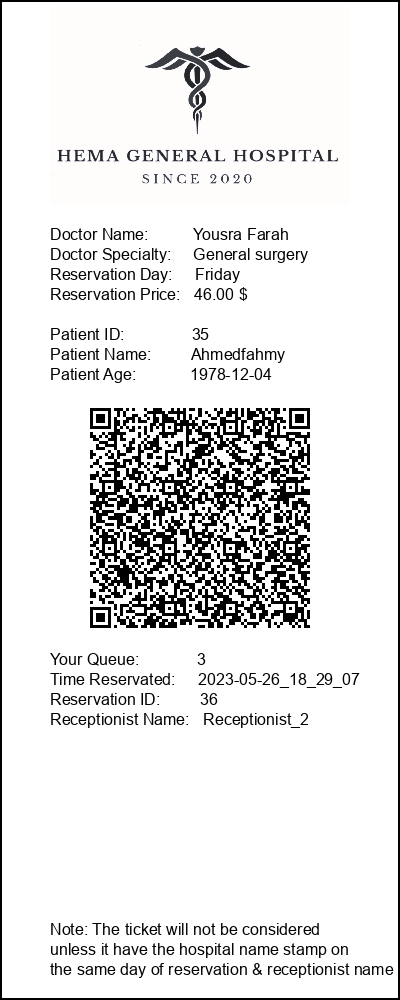 HEMA GENERAL HOSPITAL
SINCE 2020
Doctor Name: Yousra Farah
Doctor Specialty: General surgery
Reservation Day: Friday
Reservation Price: 46.00 $
Patient ID: 35
Patient Name: Ahmedfahmy
Patient Age: 1978-12-04
Your Queue: 3
Time Reservated: 2023-05-26_18_29_07
Reservation ID: 36
Receptionist Name: Receptionist_2
Note: The ticket will not be considered
unless it have the hospital name stamp on
the same day of reservation & receptionist name